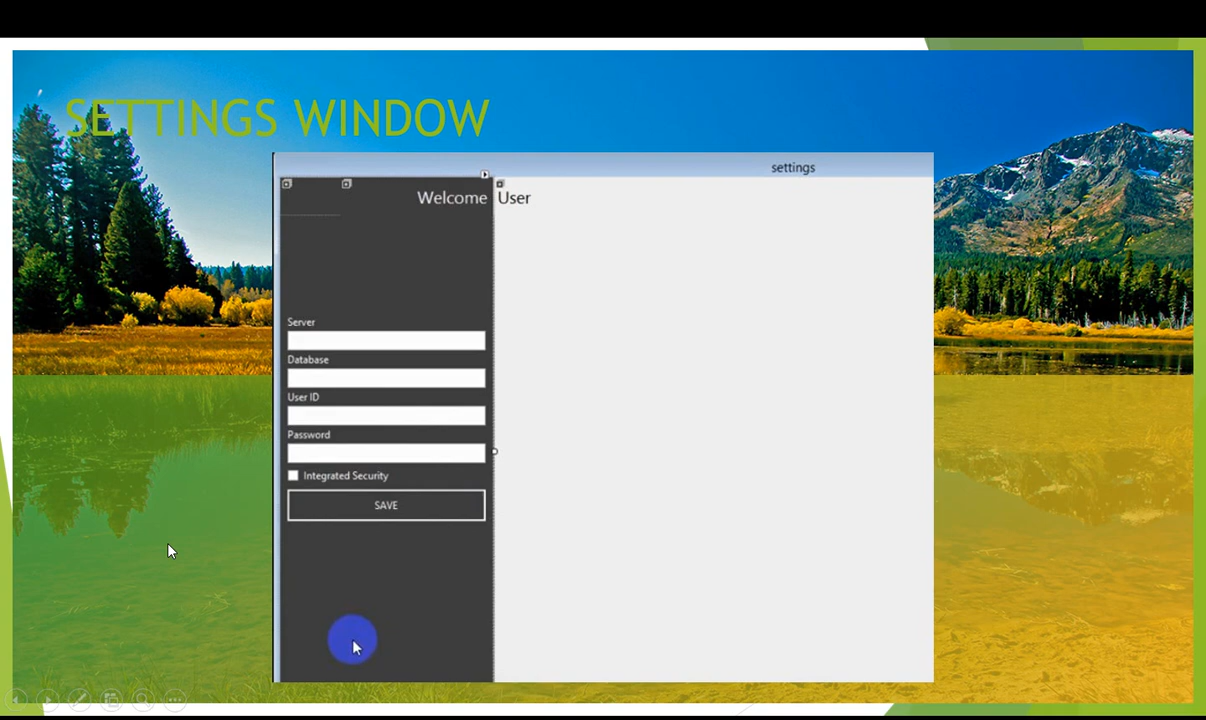 SETTINGS WINDOW
settings
Welcome User
Server
Database
User ID
Password
Integrated Security
SAVE